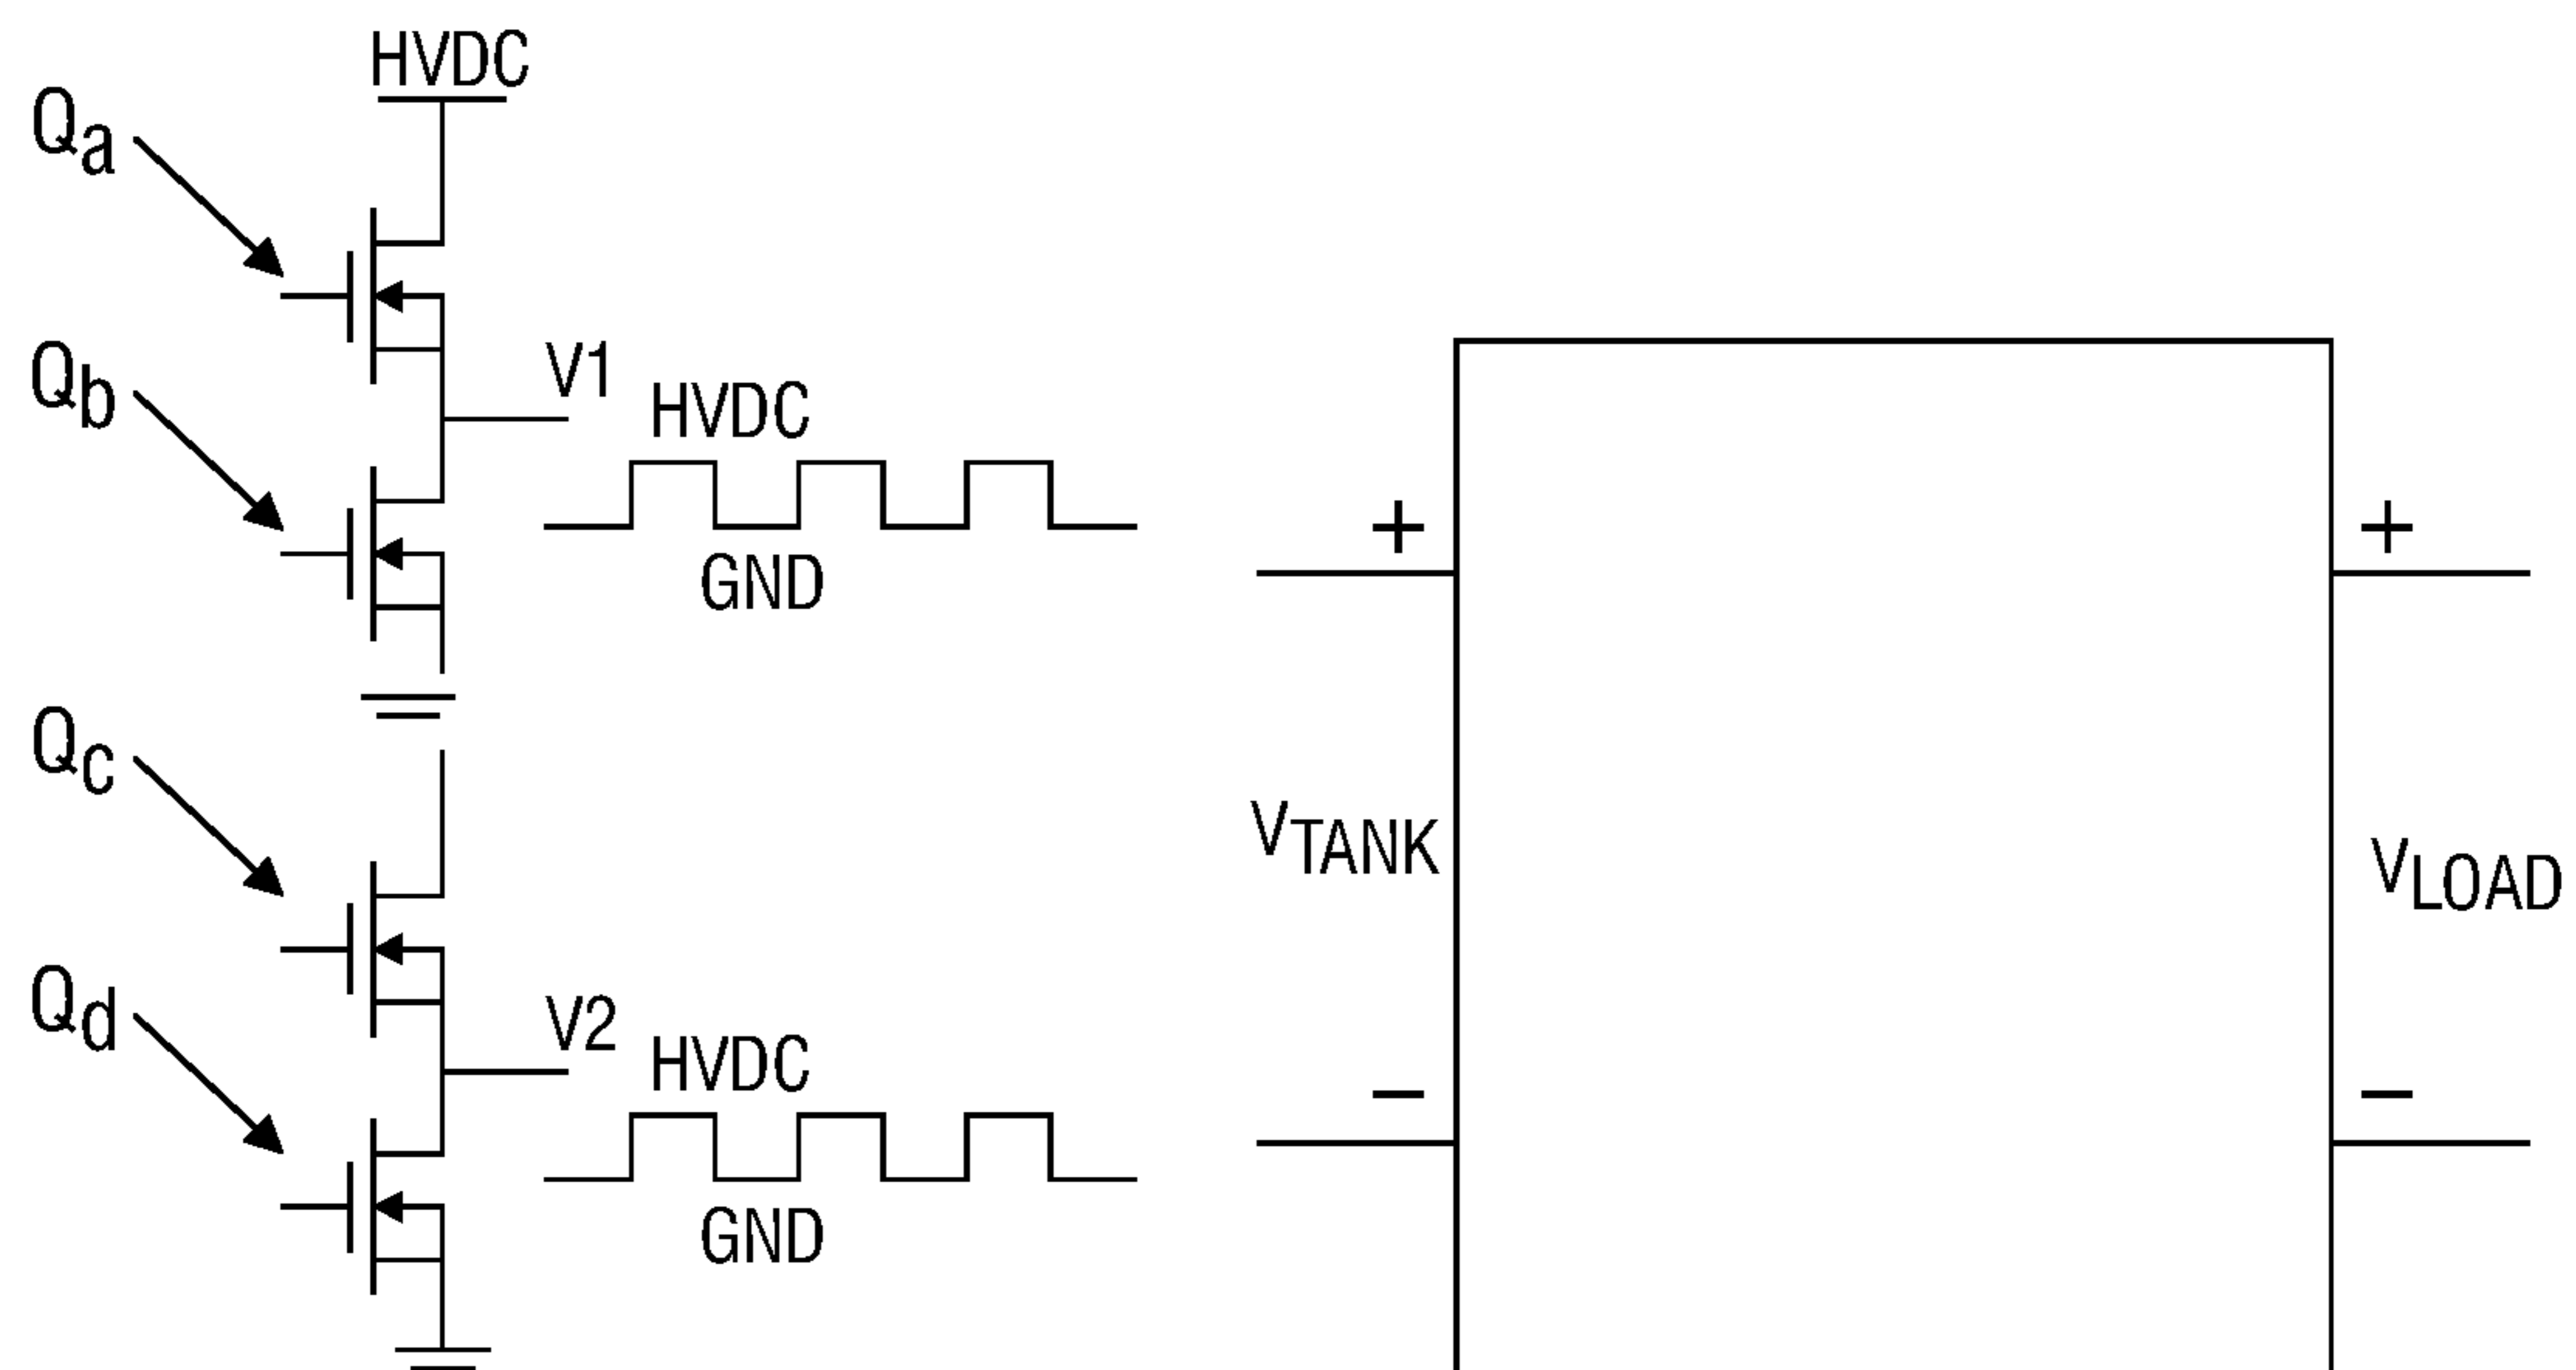 HVDC
Qa
Qb
V1
HVDC
GND
+
+
Qc
VTANK
VLOAD
Qd
V2
HVDC
GND
−
−